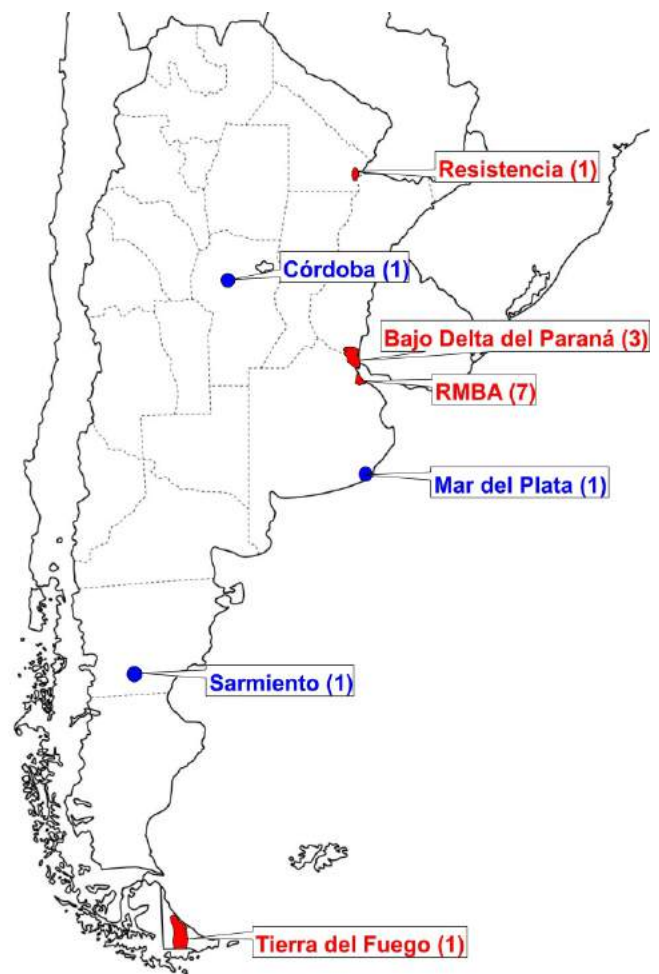 Resistencia (1)
Córdoba (1)
Bajo Delta del Paraná (3)
RMBA (7)
Mar del Plata (1)
Sarmiento (1)
Tierra del Fuego (1)